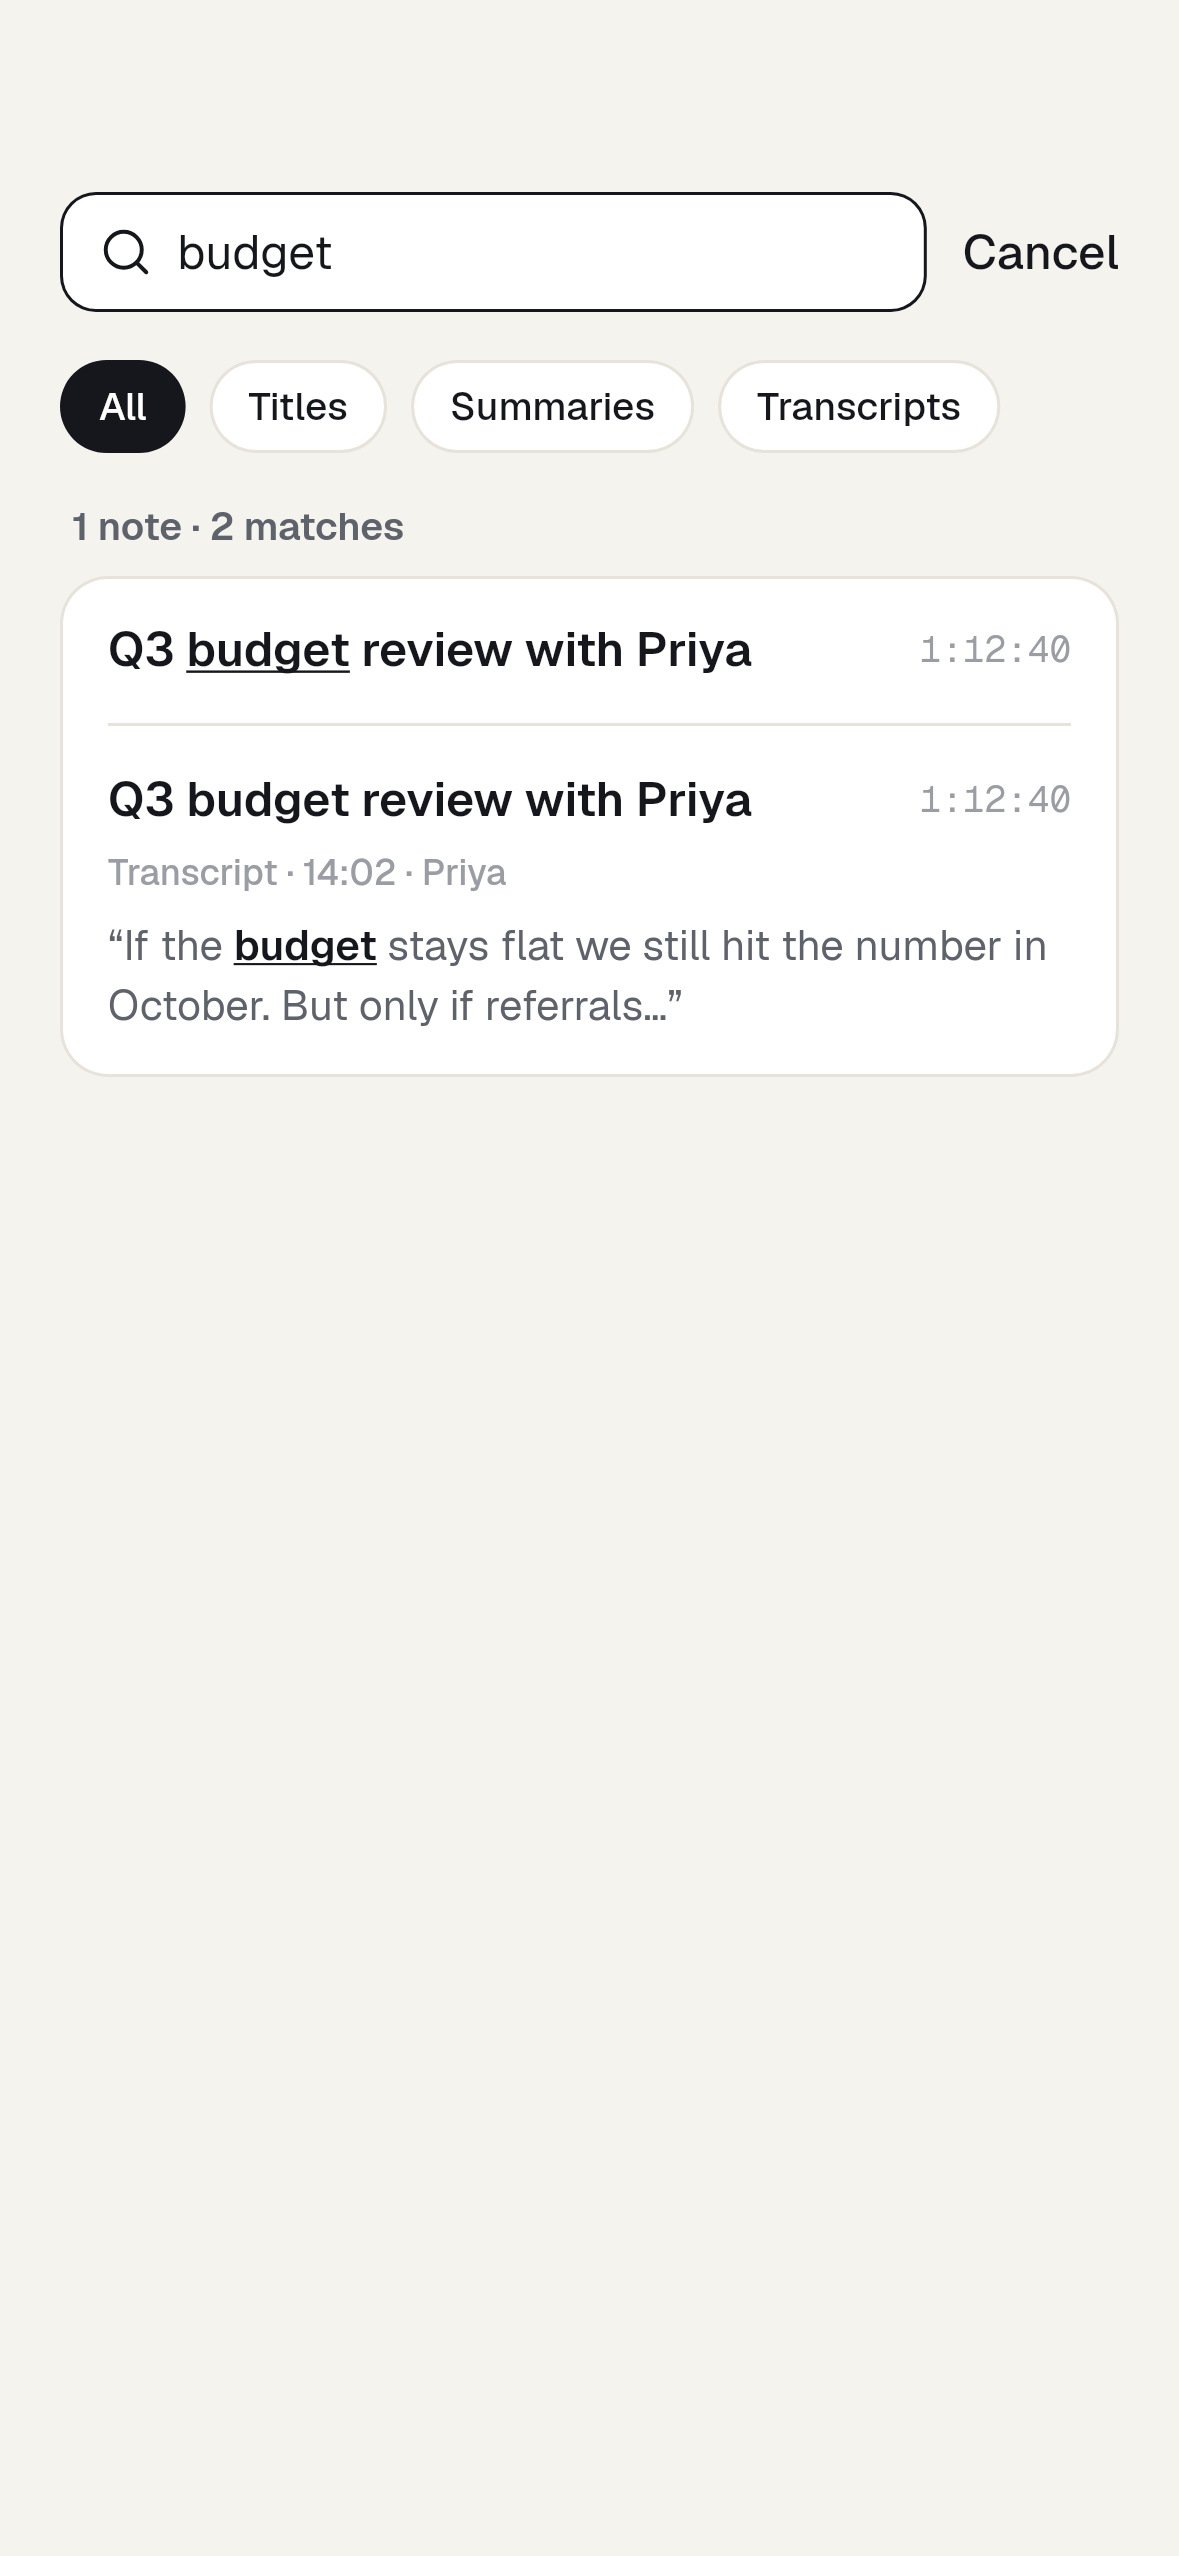 budget
Cancel
All
Titles
Summaries
Transcripts
1 note · 2 matches
Q3 budget review with Priya
1:12:40
Q3 budget review with Priya
1:12:40
Transcript · 14:02 · Priya
“If the budget stays flat we still hit the number in
October. But only if referrals…”